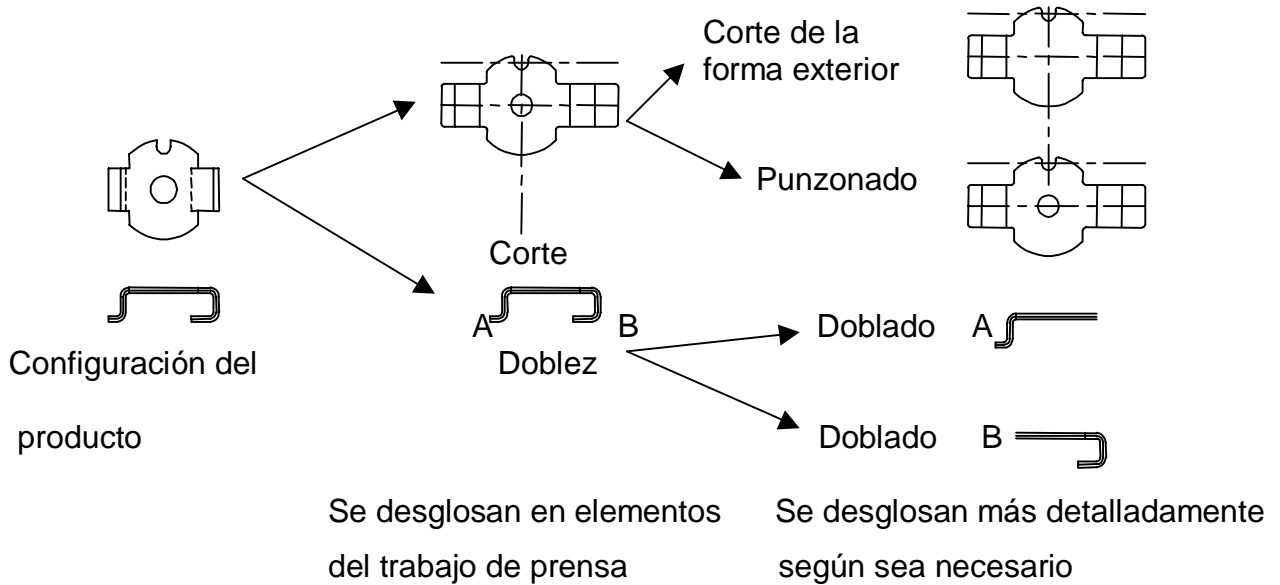 Corte de la
forma exterior
Punzonado
Corte
A B
Doblez
Configuración del
producto
Doblado A
Doblado B
Se desglosan en elementos
del trabajo de prensa
Se desglosan más detalladamente
según sea necesario